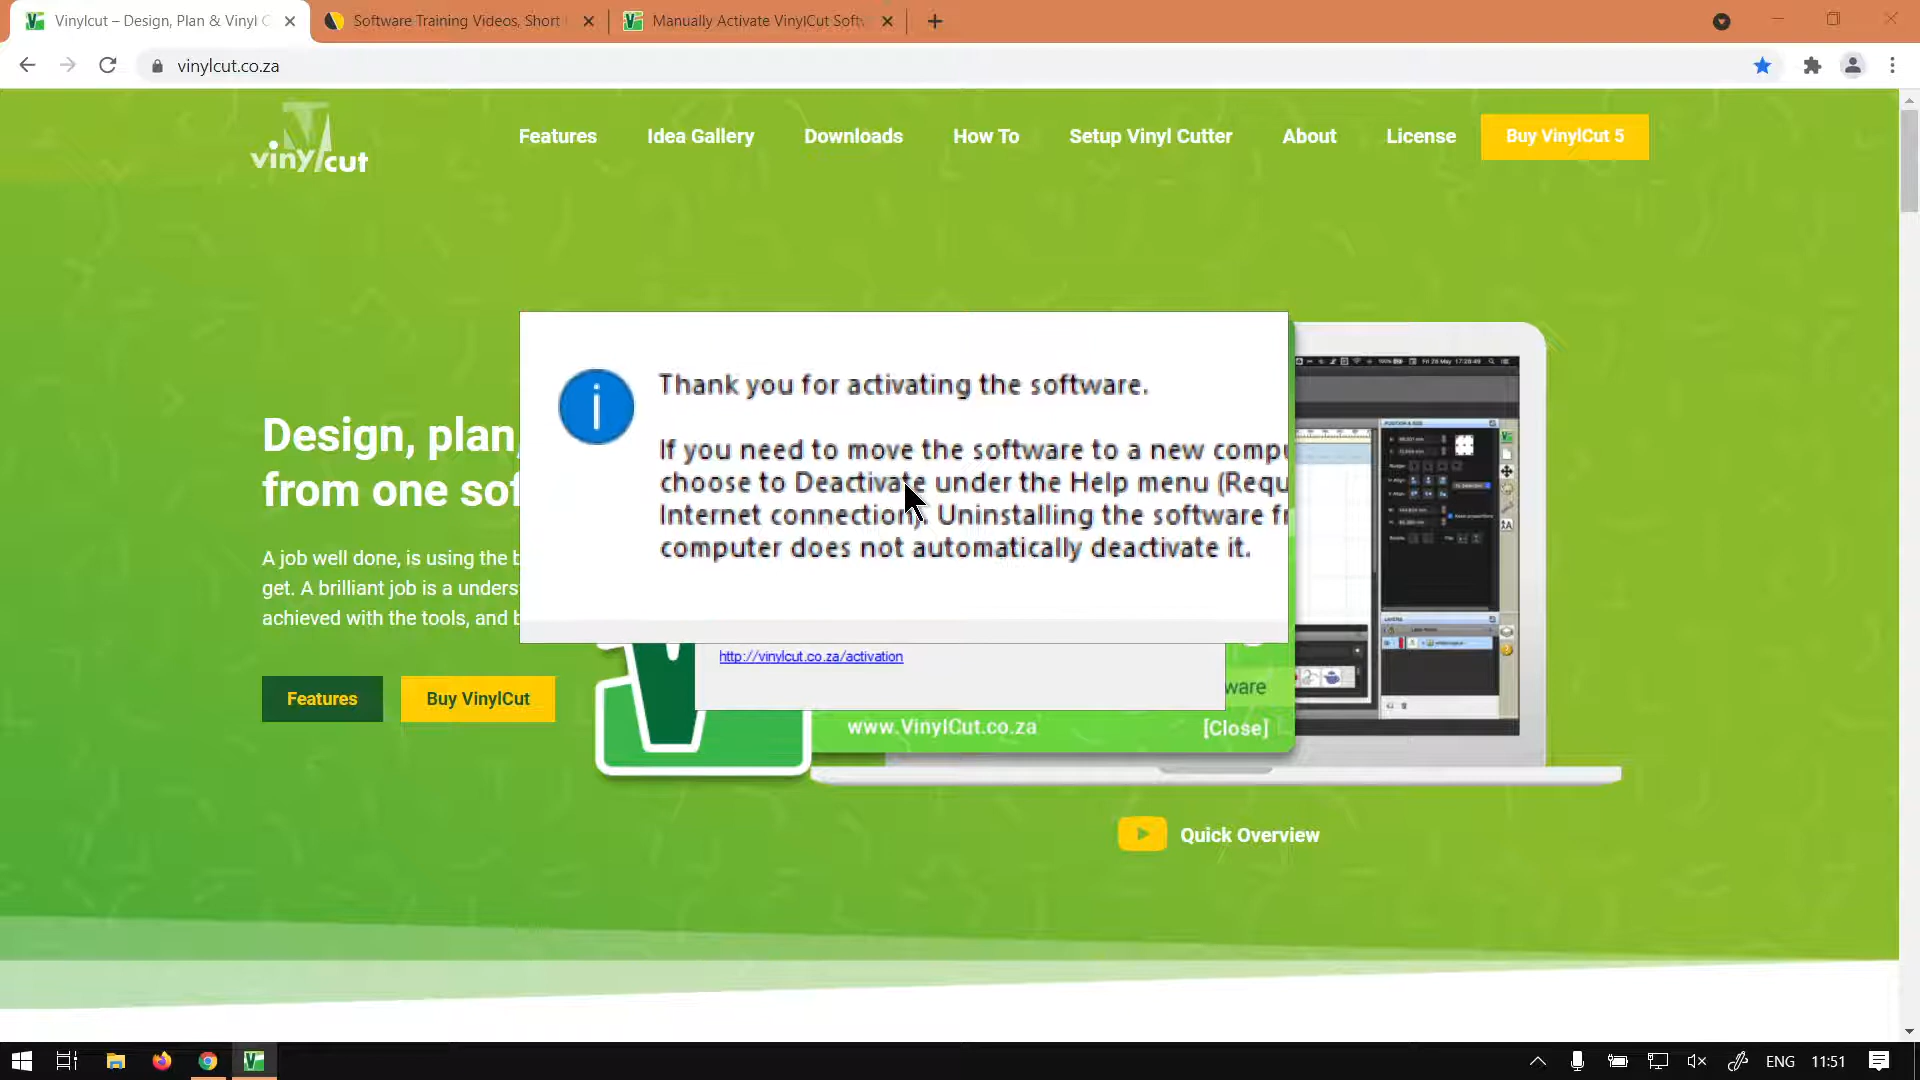 Vinylcut – Design, Plan & Vinyl C
Software Training Videos, Short
Manually Activate VinylCut Softw
vinylcut.co.za
vinylcut
Features
Idea Gallery
Downloads
How To
Setup Vinyl Cutter
About
License
Buy VinylCut 5
Thank you for activating the software.
If you need to move the software to a new compu
choose to Deactivate under the Help menu (Requ
Internet connection). Uninstalling the software fr
computer does not automatically deactivate it.
Design, plan,
from one sof
A job well done, is using the b
get. A brilliant job is a underst
achieved with the tools, and b
Features
Buy VinylCut
http://vinylcut.co.za/activation
ware
www.VinylCut.co.za
[Close]
Quick Overview
ENG
11:51